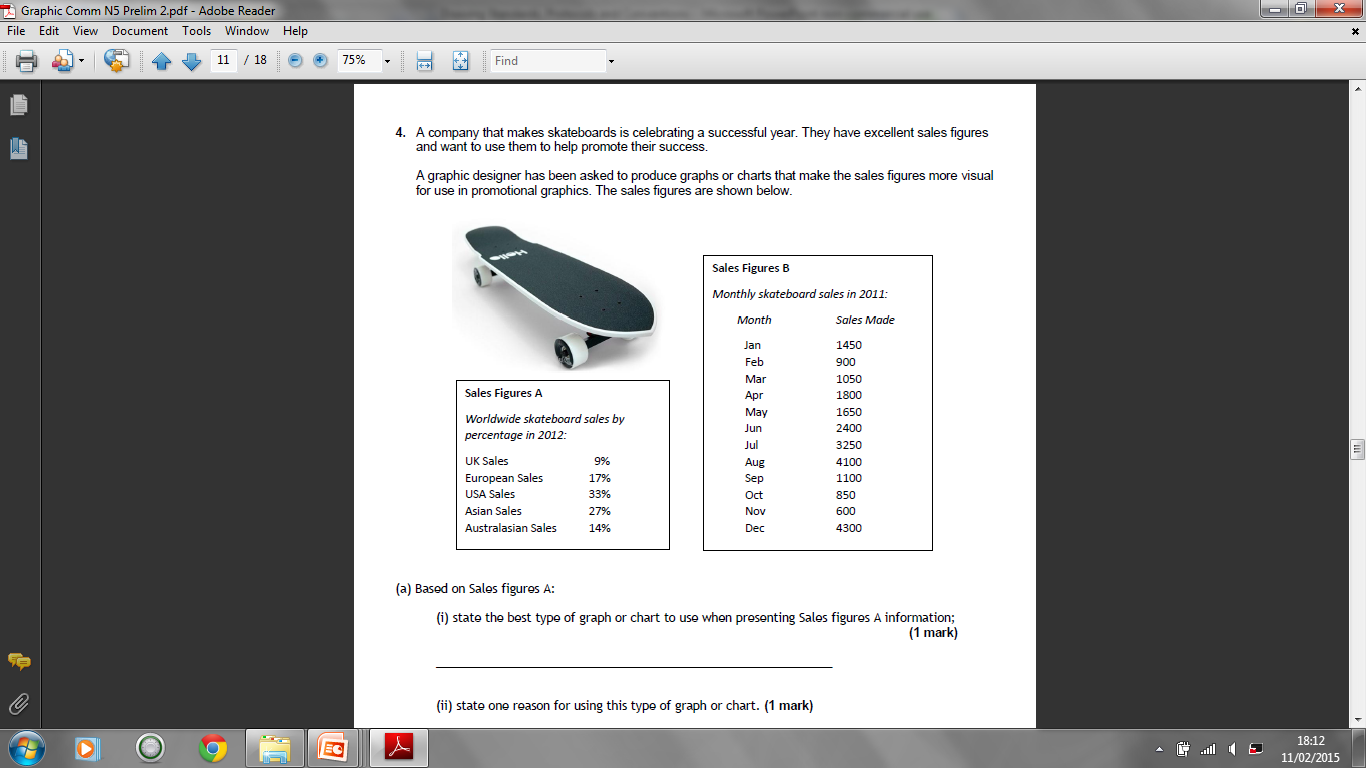 Graphic Comm N5 Prelim 2.pdf - Adobe Reader
File Edit View Document Tools Window Help
11 / 18 75% Find
4. A company that makes skateboards is celebrating a successful year. They have excellent sales figures
and want to use them to help promote their success.
A graphic designer has been asked to produce graphs or charts that make the sales figures more visual
for use in promotional graphics. The sales figures are shown below.
Hello
Sales Figures A
Worldwide skateboard sales by
percentage in 2012:
UK Sales 9%
European Sales 17%
USA Sales 33%
Asian Sales 27%
Australasian Sales 14%
Sales Figures B
Monthly skateboard sales in 2011:
Month Sales Made
Jan 1450
Feb 900
Mar 1050
Apr 1800
May 1650
Jun 2400
Jul 3250
Aug 4100
Sep 1100
Oct 850
Nov 600
Dec 4300
(a) Based on Sales figures A:
(i) state the best type of graph or chart to use when presenting Sales figures A information;
(1 mark)
(ii) state one reason for using this type of graph or chart. (1 mark)
18:12
11/02/2015